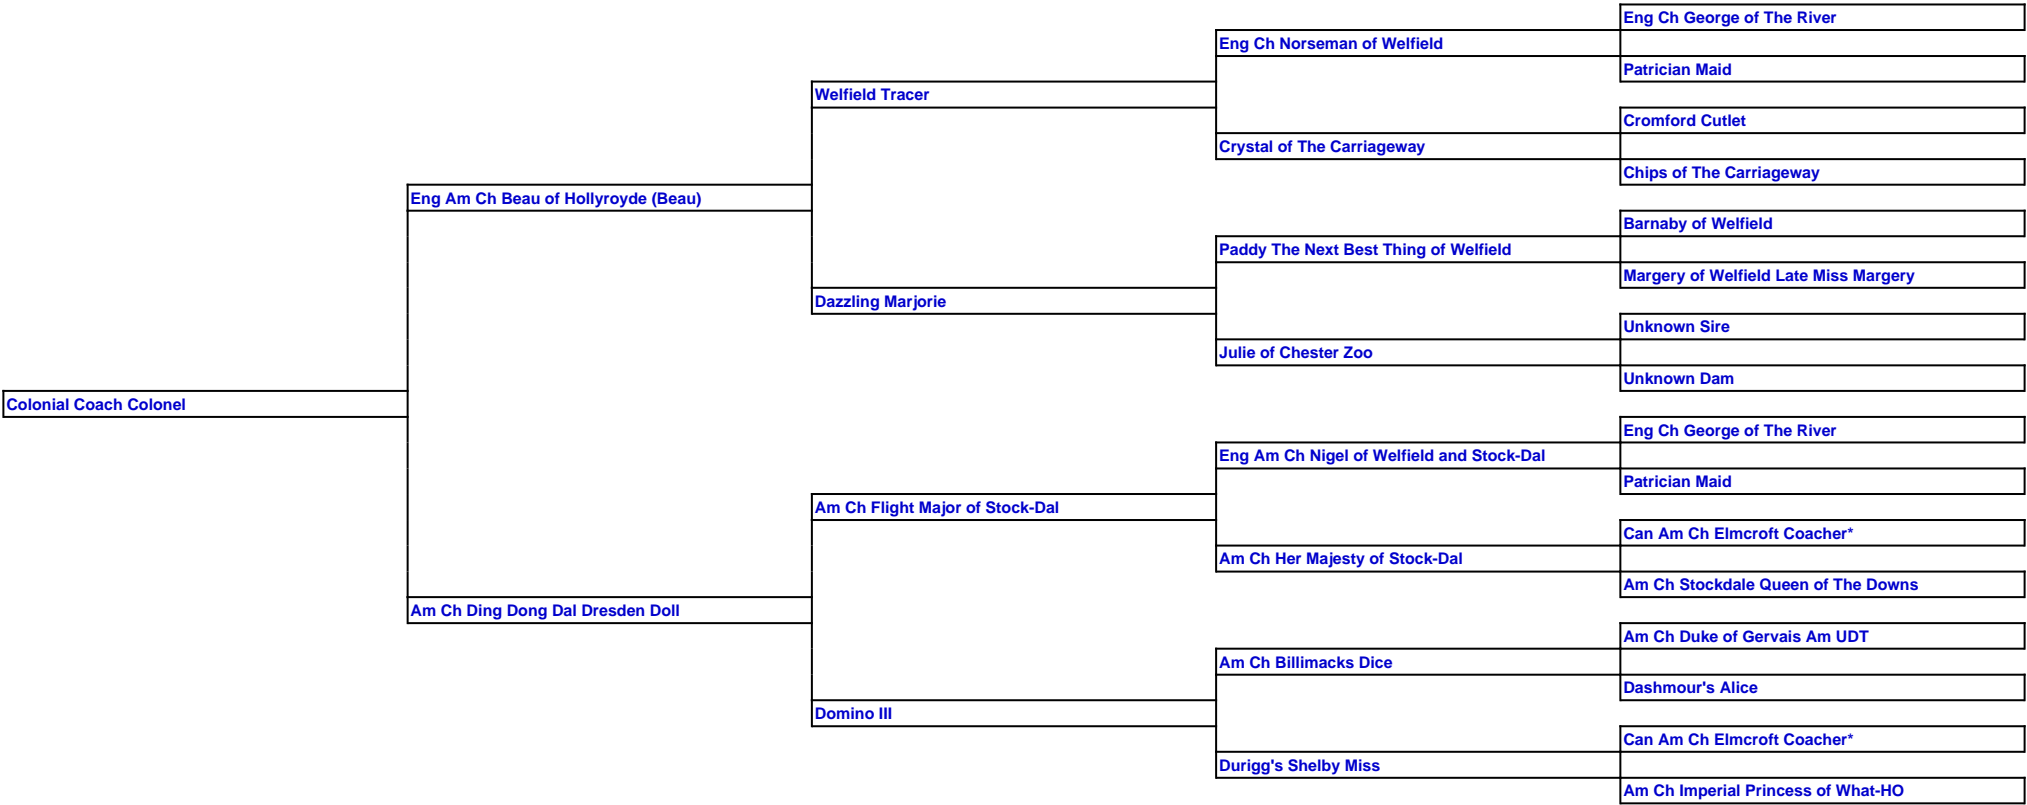 Eng Ch George of The River
Eng Ch Norseman of Welfield
Patrician Maid
Welfield Tracer
Cromford Cutlet
Crystal of The Carriageway
Chips of The Carriageway
Eng Am Ch Beau of Hollyroyde (Beau)
Barnaby of Welfield
Paddy The Next Best Thing of Welfield
Margery of Welfield Late Miss Margery
Dazzling Marjorie
Unknown Sire
Julie of Chester Zoo
Unknown Dam
Colonial Coach Colonel
Eng Ch George of The River
Eng Am Ch Nigel of Welfield and Stock-Dal
Patrician Maid
Am Ch Flight Major of Stock-Dal
Can Am Ch Elmcroft Coacher*
Am Ch Her Majesty of Stock-Dal
Am Ch Stockdale Queen of The Downs
Am Ch Ding Dong Dal Dresden Doll
Am Ch Duke of Gervais Am UDT
Am Ch Billimacks Dice
Dashmour's Alice
Domino III
Can Am Ch Elmcroft Coacher*
Durigg's Shelby Miss
Am Ch Imperial Princess of What-HO